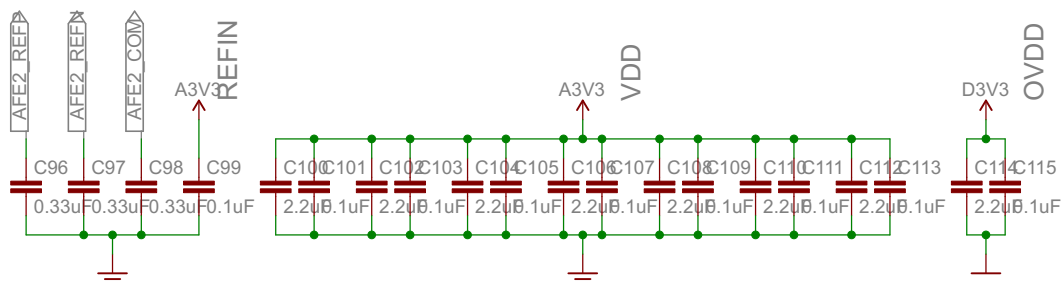 AFE2_REFP
AFE2_REFN
AFE2_COM
REFIN
A3V3
VDD
A3V3
OVDD
D3V3
C96
C97
C98
C99
C100
C101
C102
C103
C104
C105
C106
C107
C108
C109
C110
C111
C112
C113
C114
C115
0.33uF
0.33uF
0.33uF
0.1uF
2.2uF
0.1uF
2.2uF
0.1uF
2.2uF
0.1uF
2.2uF
0.1uF
2.2uF
0.1uF
2.2uF
0.1uF
2.2uF
0.1uF
2.2uF
0.1uF